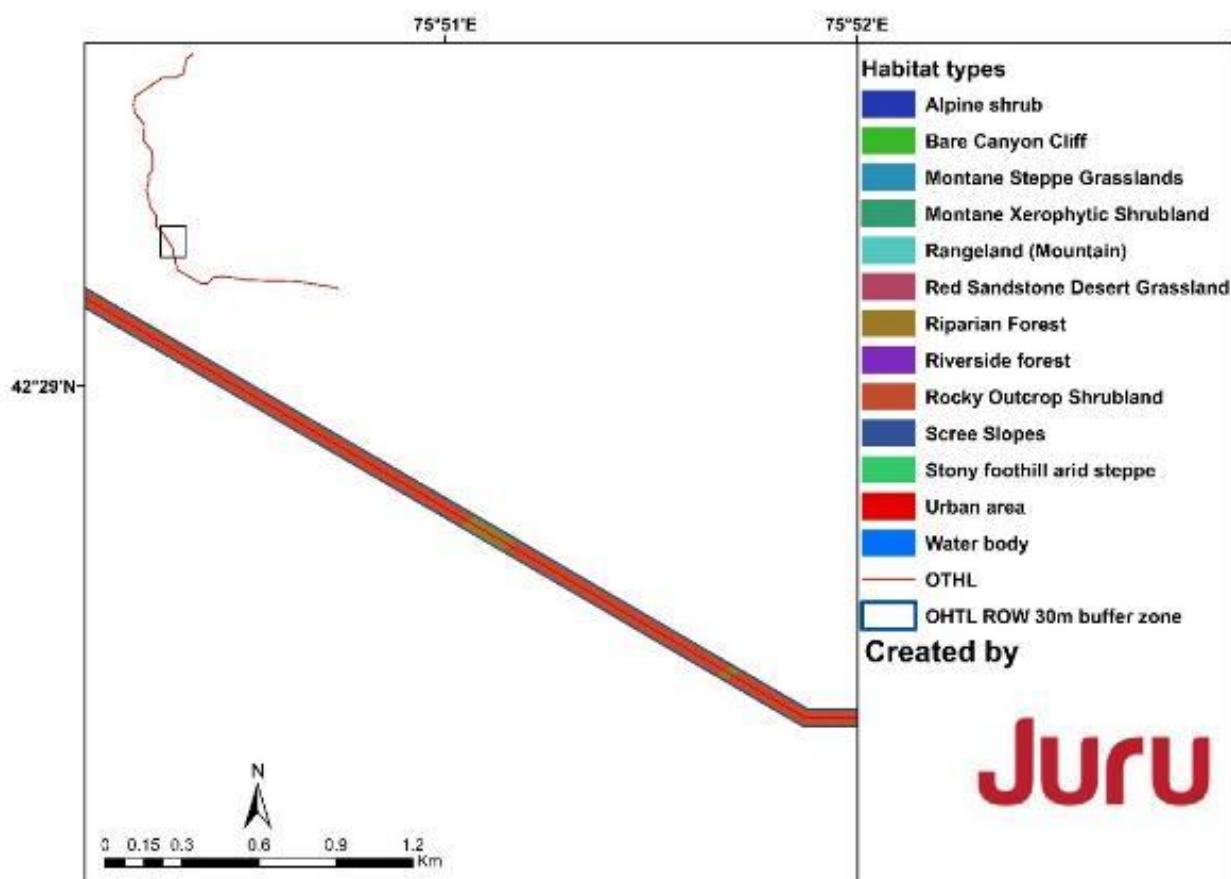 75°51'E
75°52'E
Habitat types
Alpine shrub
Bare Canyon Cliff
Montane Steppe Grasslands
Montane Xerophytic Shrubland
Rangeland (Mountain)
Red Sandstone Desert Grassland
Riparian Forest
Riverside forest
42°29'N
Rocky Outcrop Shrubland
Scree Slopes
Stony foothill arid steppe
Urban area
Water body
OTHL
OHTL ROW 30m buffer zone
Created by
Juru
N
0 0.15 0.3 0.6 0.9 1.2
Km